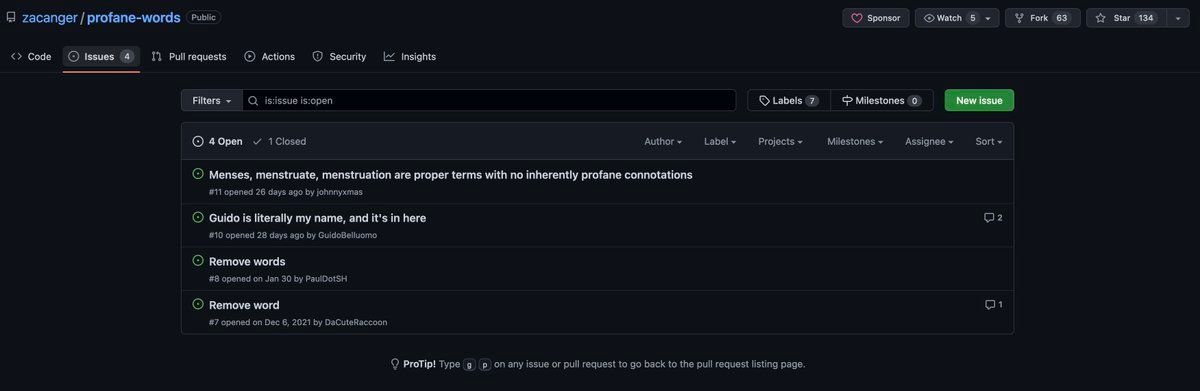 zacanger / profane-words Public Sponsor Watch 5 Fork 63 Star 134
Code Issues 4 Pull requests Actions Security Insights
Filters is:issue is:open Labels 7 Milestones 0 New issue
4 Open 1 Closed Author Label Projects Milestones Assignee Sort
Menses, menstruate, menstruation are proper terms with no inherently profane connotations
#11 opened 26 days ago by johnnyxmas
Guido is literally my name, and it's in here 2
#10 opened 28 days ago by GuidoBelluomo
Remove words
#8 opened on Jan 30 by PaulDotSH
Remove word 1
#7 opened on Dec 6, 2021 by DaCuteRaccoon
ProTip! Type g p on any issue or pull request to go back to the pull request listing page.